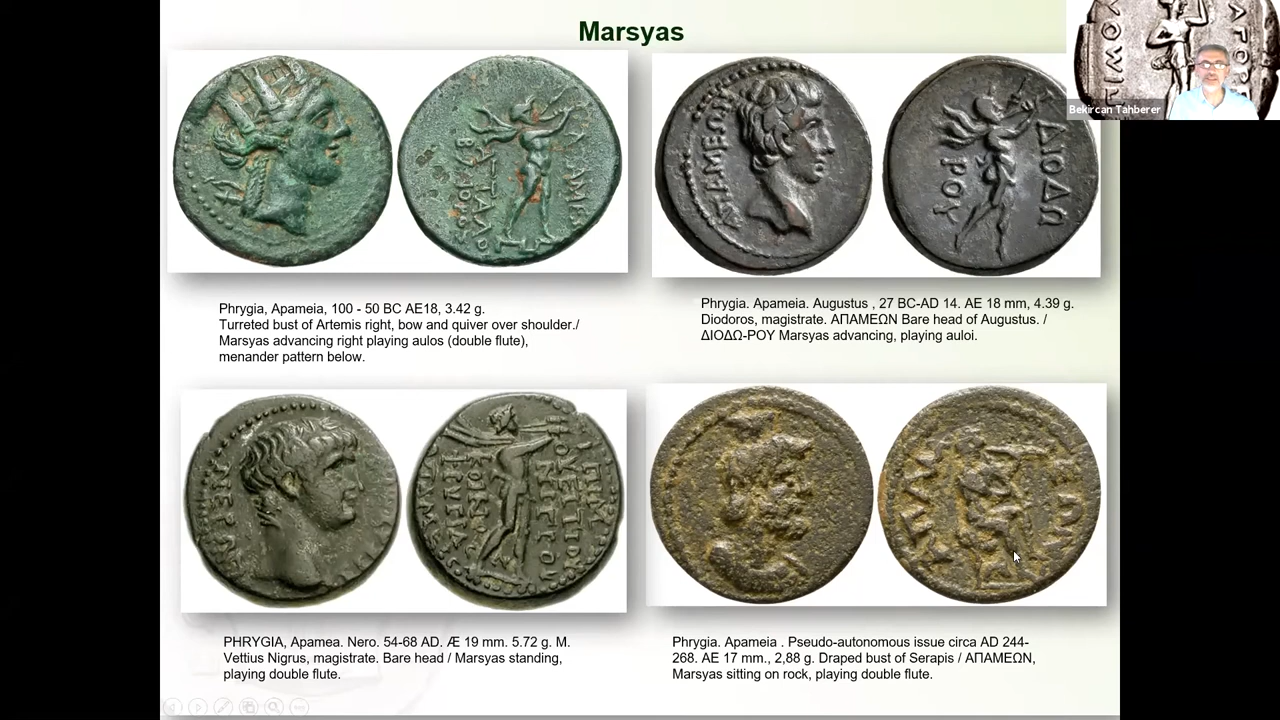 Marsyas
Bekircan Tahberer
ΔΙΟΔΩ
ΡΟΥ
Phrygia, Apameia, 100 - 50 BC AE18, 3.42 g.
Turreted bust of Artemis right, bow and quiver over shoulder./
Marsyas advancing right playing aulos (double flute),
menander pattern below.
Phrygia. Apameia. Augustus , 27 BC-AD 14. AE 18 mm, 4.39 g.
Diodoros, magistrate. ΑΠΑΜΕΩΝ Bare head of Augustus. /
ΔΙΟΔΩ-ΡΟΥ Marsyas advancing, playing auloi.
PHRYGIA, Apamea. Nero. 54-68 AD. Æ 19 mm. 5.72 g. M.
Vettius Nigrus, magistrate. Bare head / Marsyas standing,
playing double flute.
Phrygia. Apameia . Pseudo-autonomous issue circa AD 244-
268. AE 17 mm., 2,88 g. Draped bust of Serapis / ΑΠΑΜΕΩΝ,
Marsyas sitting on rock, playing double flute.